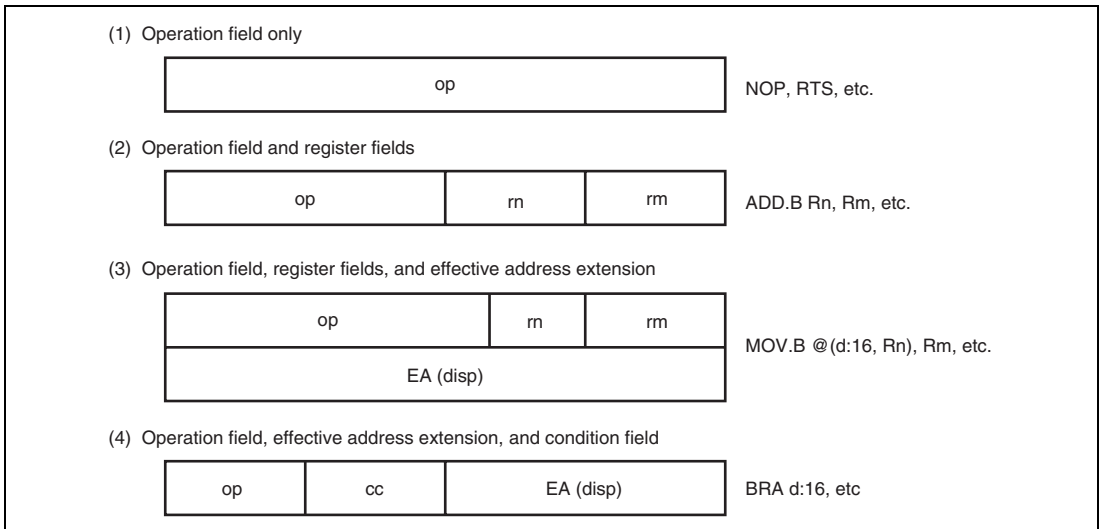 (1) Operation field only
op
NOP, RTS, etc.
(2) Operation field and register fields
op rn rm
ADD.B Rn, Rm, etc.
(3) Operation field, register fields, and effective address extension
op rn rm
EA (disp)
MOV.B @(d:16, Rn), Rm, etc.
(4) Operation field, effective address extension, and condition field
op cc EA (disp)
BRA d:16, etc